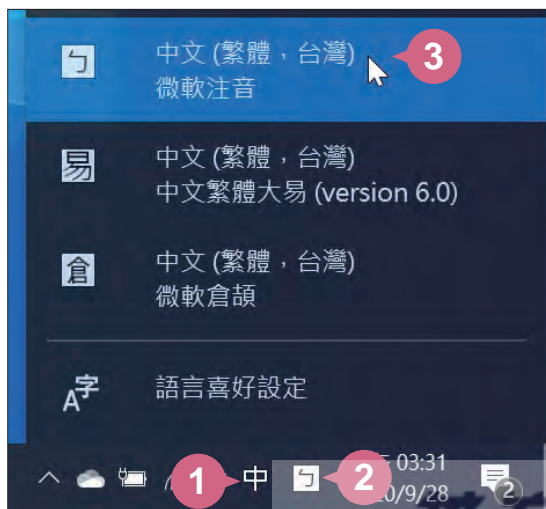 ㄅ
中文 (繁體，台灣)
微軟注音
3
易
中文 (繁體，台灣)
中文繁體大易 (version 6.0)
倉
中文 (繁體，台灣)
微軟倉頡
A字
語言喜好設定
1
中
ㄅ
2
03:31
0/9/28
2